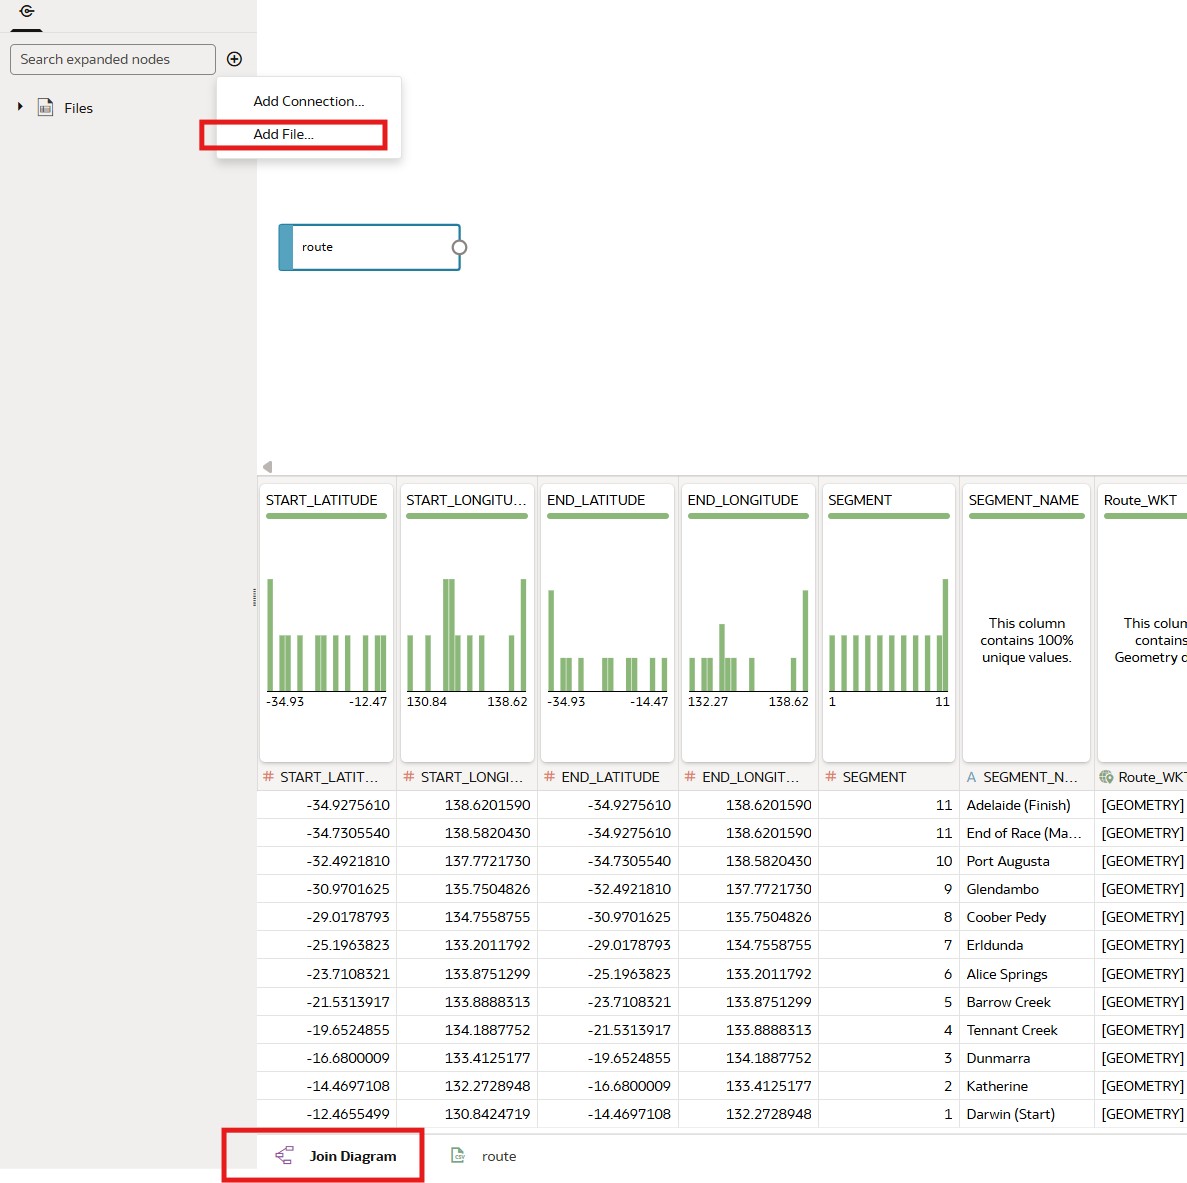 Search expanded nodes
Add Connection...
Files
Add File...
route
START_LATITUDE START_LONGITU... END_LATITUDE END_LONGITUDE SEGMENT SEGMENT_NAME Route_WKT
This column
contains 100%
unique values.
-34.93 -12.47 130.84 138.62 -34.93 -14.47 132.27 138.62 1 11
# START_LATIT... # START_LONGI... # END_LATITUDE # END_LONGIT... # SEGMENT A SEGMENT_N... Route_WKT
-34.9275610 138.6201590 -34.9275610 138.6201590 11 Adelaide (Finish) [GEOMETRY]
-34.7305540 138.5820430 -34.9275610 138.6201590 11 End of Race (Ma... [GEOMETRY]
-32.4921810 137.7721730 -34.7305540 138.5820430 10 Port Augusta [GEOMETRY]
-30.9701625 135.7504826 -32.4921810 137.7721730 9 Glendambo [GEOMETRY]
-29.0178793 134.7558755 -30.9701625 135.7504826 8 Coober Pedy [GEOMETRY]
-25.1963823 133.2011792 -29.0178793 134.7558755 7 Erldunda [GEOMETRY]
-23.7108321 133.8751299 -25.1963823 133.2011792 6 Alice Springs [GEOMETRY]
-21.5313917 133.8888313 -23.7108321 133.8751299 5 Barrow Creek [GEOMETRY]
-19.6524855 134.1887752 -21.5313917 133.8888313 4 Tennant Creek [GEOMETRY]
-16.6800009 133.4125177 -19.6524855 134.1887752 3 Dunmarra [GEOMETRY]
-14.4697108 132.2728948 -16.6800009 133.4125177 2 Katherine [GEOMETRY]
-12.4655499 130.8424719 -14.4697108 132.2728948 1 Darwin (Start) [GEOMETRY]
Join Diagram CSV route